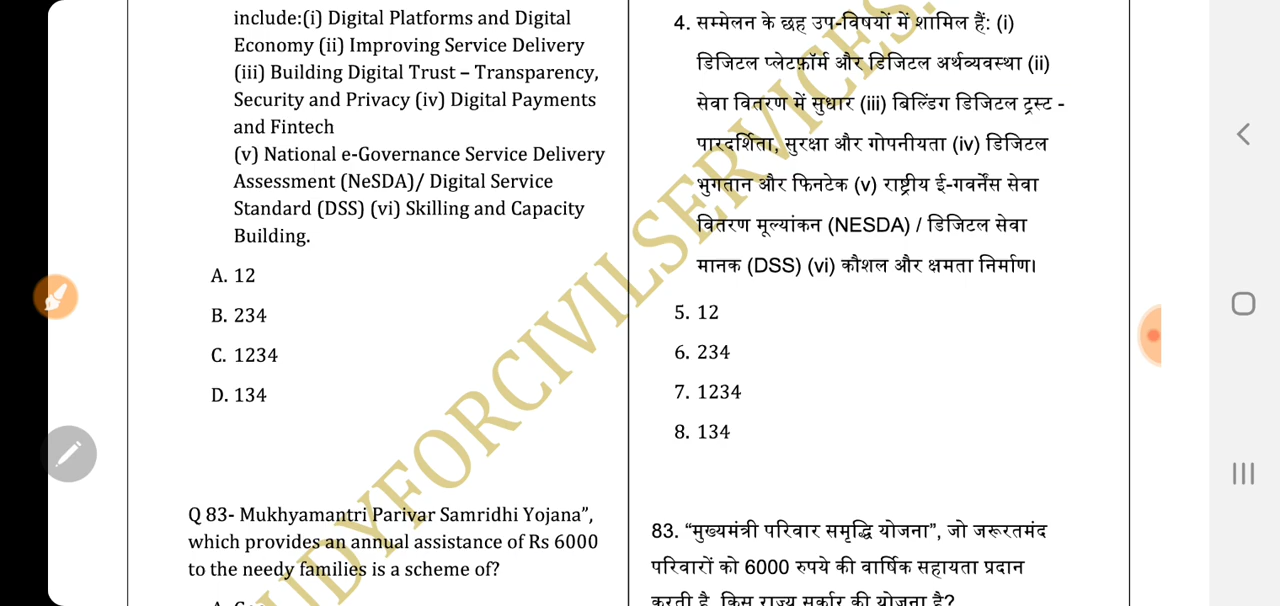 include:(i) Digital Platforms and Digital
Economy (ii) Improving Service Delivery
(iii) Building Digital Trust – Transparency,
Security and Privacy (iv) Digital Payments
and Fintech
(v) National e-Governance Service Delivery
Assessment (NeSDA)/ Digital Service
Standard (DSS) (vi) Skilling and Capacity
Building.
A. 12
B. 234
C. 1234
D. 134
Q 83- Mukhyamantri Parivar Samridhi Yojana”,
which provides an annual assistance of Rs 6000
to the needy families is a scheme of?
4. सम्मेलन के छह उप-विषयों में शामिल हैं: (i)
डिजिटल प्लेटफ़ॉर्म और डिजिटल अर्थव्यवस्था (ii)
सेवा वितरण में सुधार (iii) बिल्डिंग डिजिटल ट्रस्ट -
पारदर्शिता, सुरक्षा और गोपनीयता (iv) डिजिटल
भुगतान और फिनटेक (v) राष्ट्रीय ई-गवर्नेंस सेवा
वितरण मूल्यांकन (NESDA) / डिजिटल सेवा
मानक (DSS) (vi) कौशल और क्षमता निर्माण।
5. 12
6. 234
7. 1234
8. 134
83. “मुख्यमंत्री परिवार समृद्धि योजना”, जो जरूरतमंद
परिवारों को 6000 रुपये की वार्षिक सहायता प्रदान
करती है, किस राज्य सर्कार की योजना है?
UDYFORCIVILSERVICES.